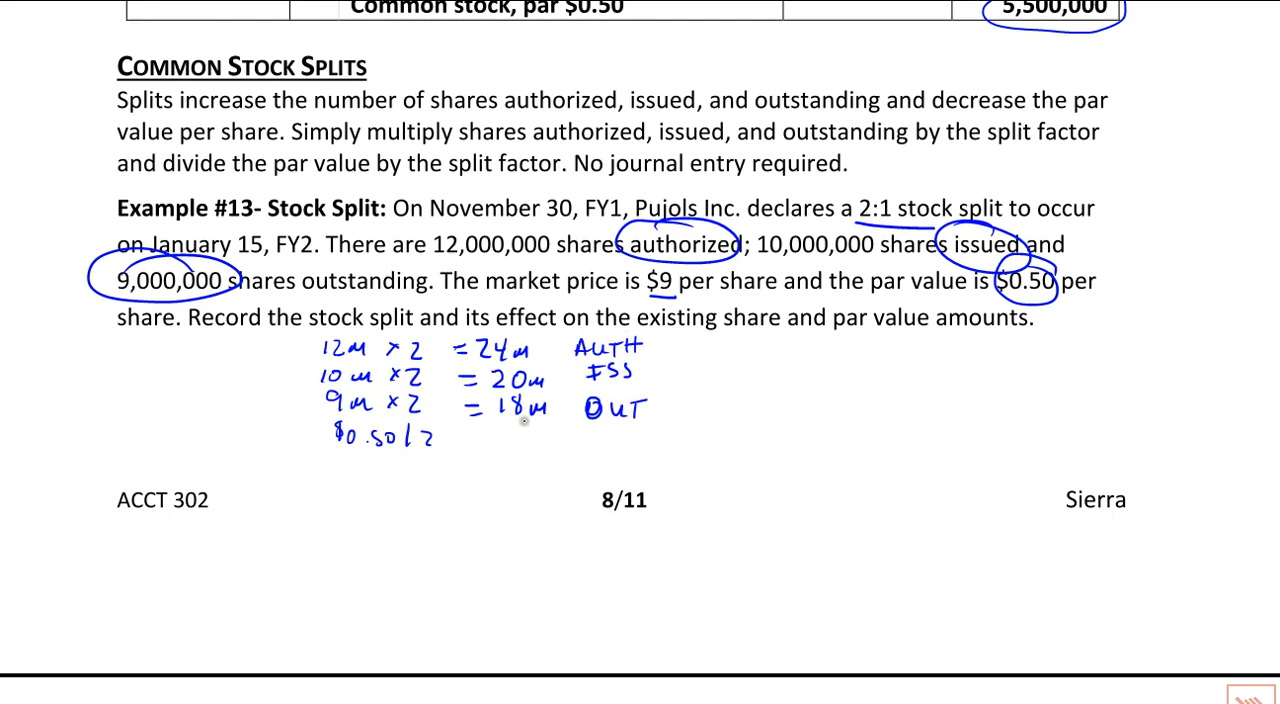 Common stock, par $0.50 5,500,000
COMMON STOCK SPLITS
Splits increase the number of shares authorized, issued, and outstanding and decrease the par
value per share. Simply multiply shares authorized, issued, and outstanding by the split factor
and divide the par value by the split factor. No journal entry required.
Example #13- Stock Split: On November 30, FY1, Pujols Inc. declares a 2:1 stock split to occur
on January 15, FY2. There are 12,000,000 shares authorized; 10,000,000 shares issued and
9,000,000 shares outstanding. The market price is $9 per share and the par value is $0.50 per
share. Record the stock split and its effect on the existing share and par value amounts.
12m × 2 = 24m AUTH
10m × 2 = 20m ISS
9m × 2 = 18m OUT
$0.50/2
ACCT 302 8/11 Sierra